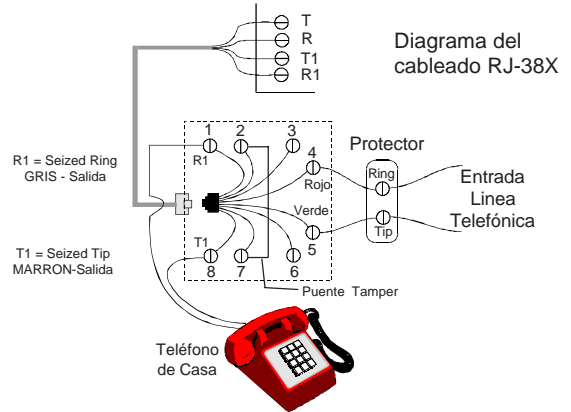 T
R
T1
R1
Diagrama del
cableado RJ-38X
R1 = Seized Ring
GRIS - Salida
T1 = Seized Tip
MARRON-Salida
1
2
3
R1
4
Rojo
Verde
5
T1
8
7
6
Protector
Ring
Tip
Entrada
Linea
Telefónica
Puente Tamper
Teléfono
de Casa